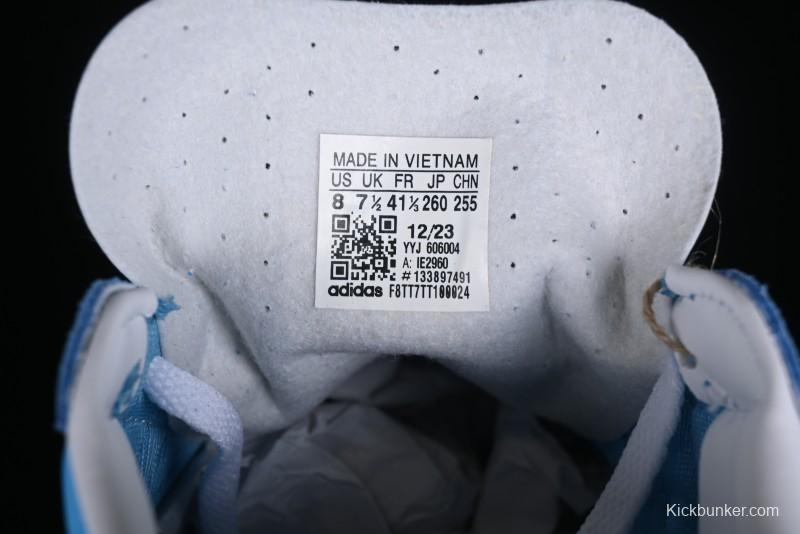 MADE IN VIETNAM
US UK FR JP CHN
8 7½ 41⅓ 260 255
12/23
YYJ 606004
A: IE2960
# 133897491
adidas F8TT7TT100024
Kickbunker.com